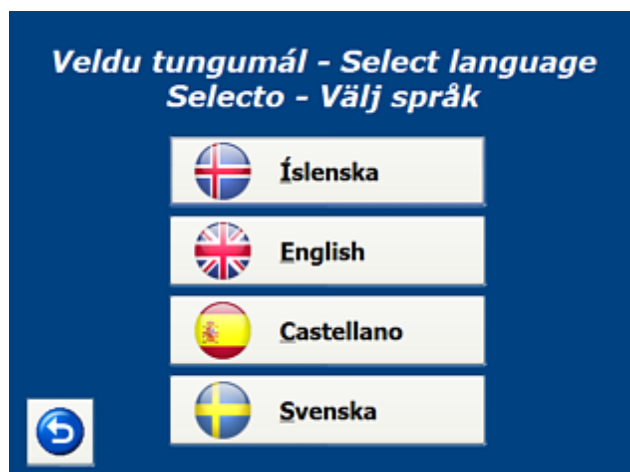 Veldu tungumál - Select language
Selecto - Välj språk
Íslenska
English
Castellano
Svenska